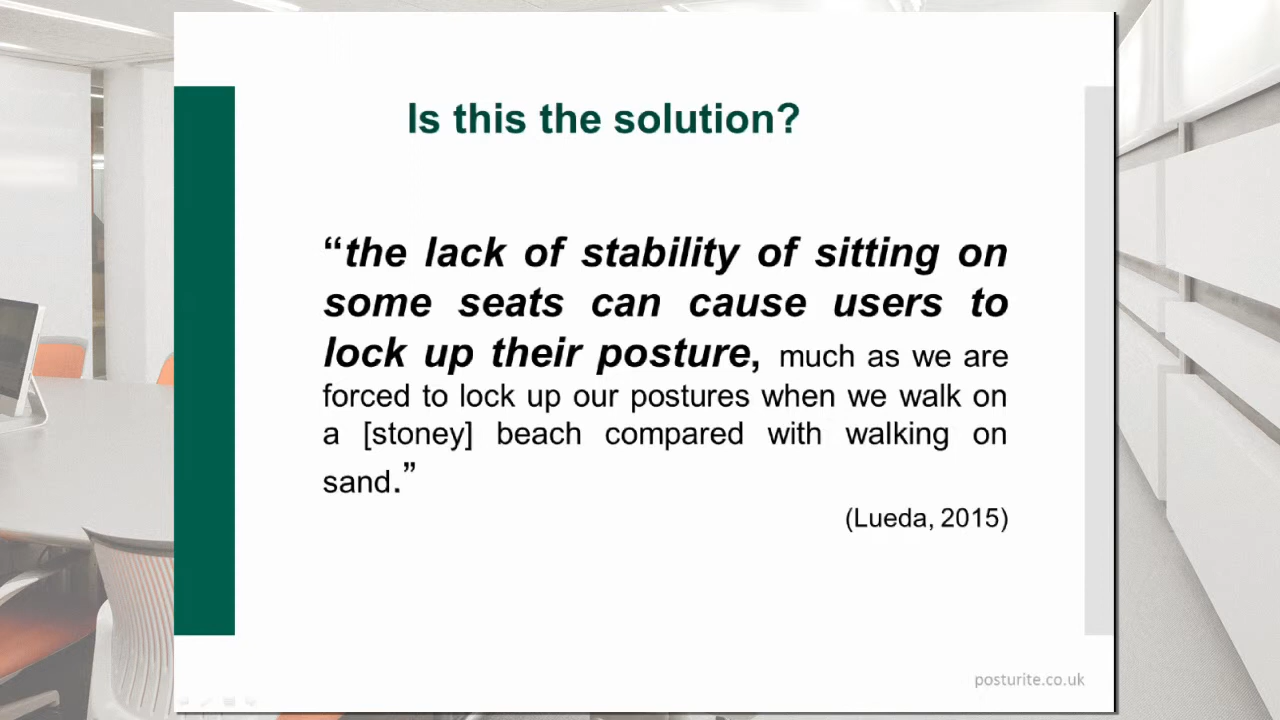 Is this the solution?
“the lack of stability of sitting on
some seats can cause users to
lock up their posture, much as we are
forced to lock up our postures when we walk on
a [stoney] beach compared with walking on
sand.”
(Lueda, 2015)
posturite.co.uk